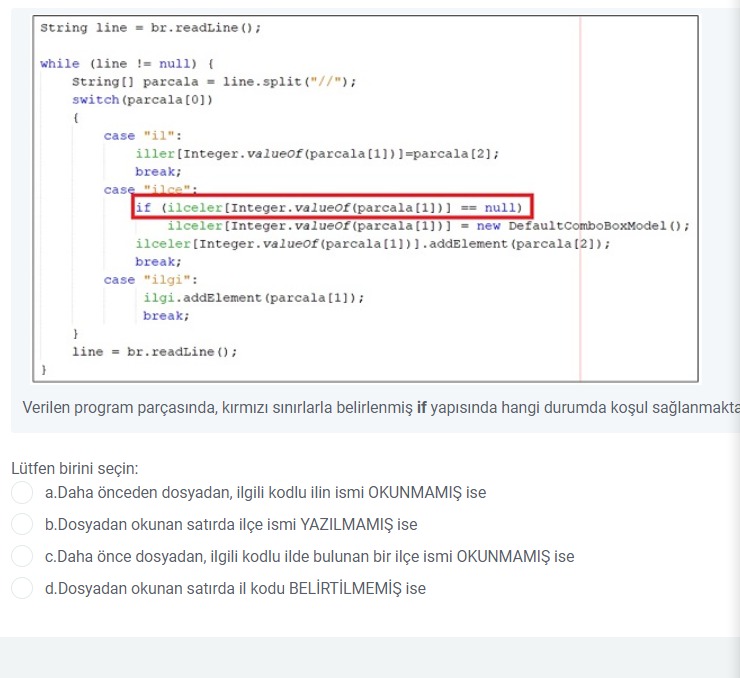 String line = br.readLine();
while (line != null) {
String[] parcala = line.split("//");
switch(parcala[0])
{
case "il":
iller[Integer.valueOf(parcala[1])]=parcala[2];
break;
case "ilce":
if (ilceler[Integer.valueOf(parcala[1])] == null)
ilceler[Integer.valueOf(parcala[1])] = new DefaultComboBoxModel();
ilceler[Integer.valueOf(parcala[1])].addElement(parcala[2]);
break;
case "ilgi":
ilgi.addElement(parcala[1]);
break;
}
line = br.readLine();
}
Verilen program parçasında, kırmızı sınırlarla belirlenmiş if yapısında hangi durumda koşul sağlanmakta
Lütfen birini seçin:
a.Daha önceden dosyadan, ilgili kodlu ilin ismi OKUNMAMIŞ ise
b.Dosyadan okunan satırda ilçe ismi YAZILMAMIŞ ise
c.Daha önce dosyadan, ilgili kodlu ilde bulunan bir ilçe ismi OKUNMAMIŞ ise
d.Dosyadan okunan satırda il kodu BELİRTİLMEMİŞ ise